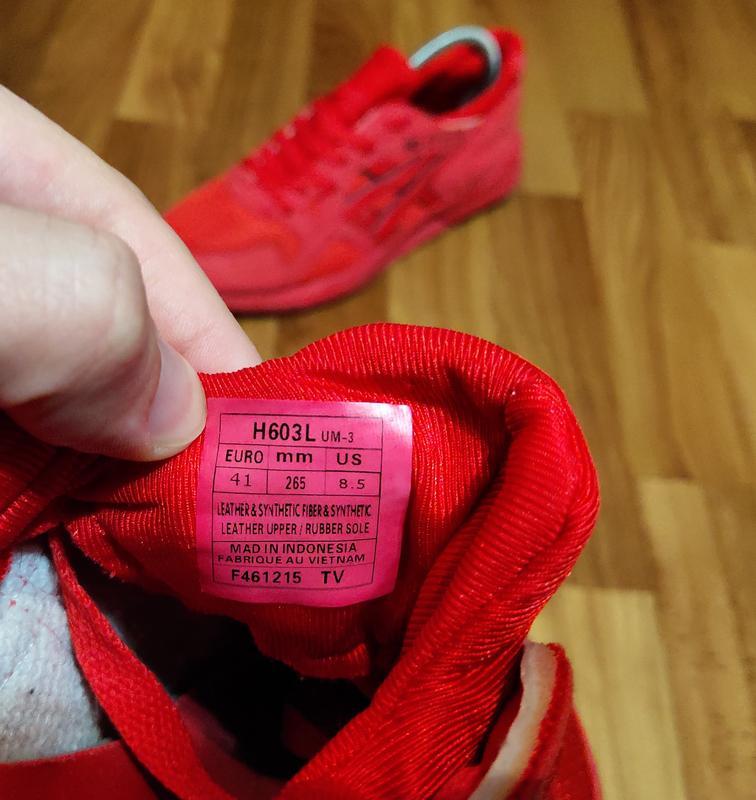 H603L UM-3
EURO mm US
41 265 8.5
LEATHER & SYNTHETIC FIBER & SYNTHETIC
LEATHER UPPER / RUBBER SOLE
MADE IN INDONESIA
FABRIQUE AU VIETNAM
F461215 TV